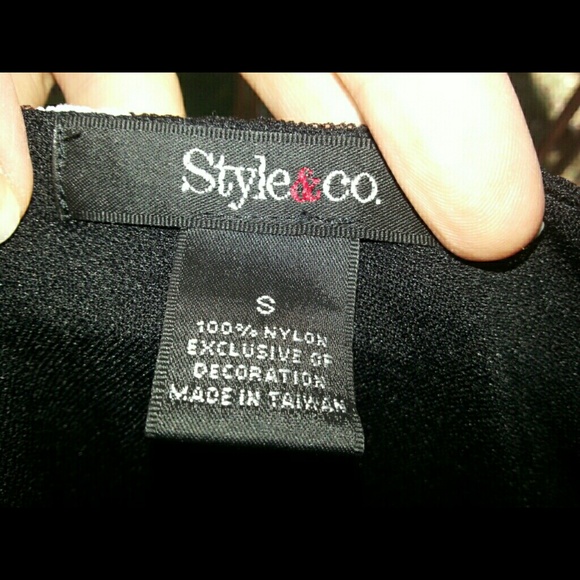 Style&co.
S
100% NYLON
EXCLUSIVE OF
DECORATION
MADE IN TAIWAN